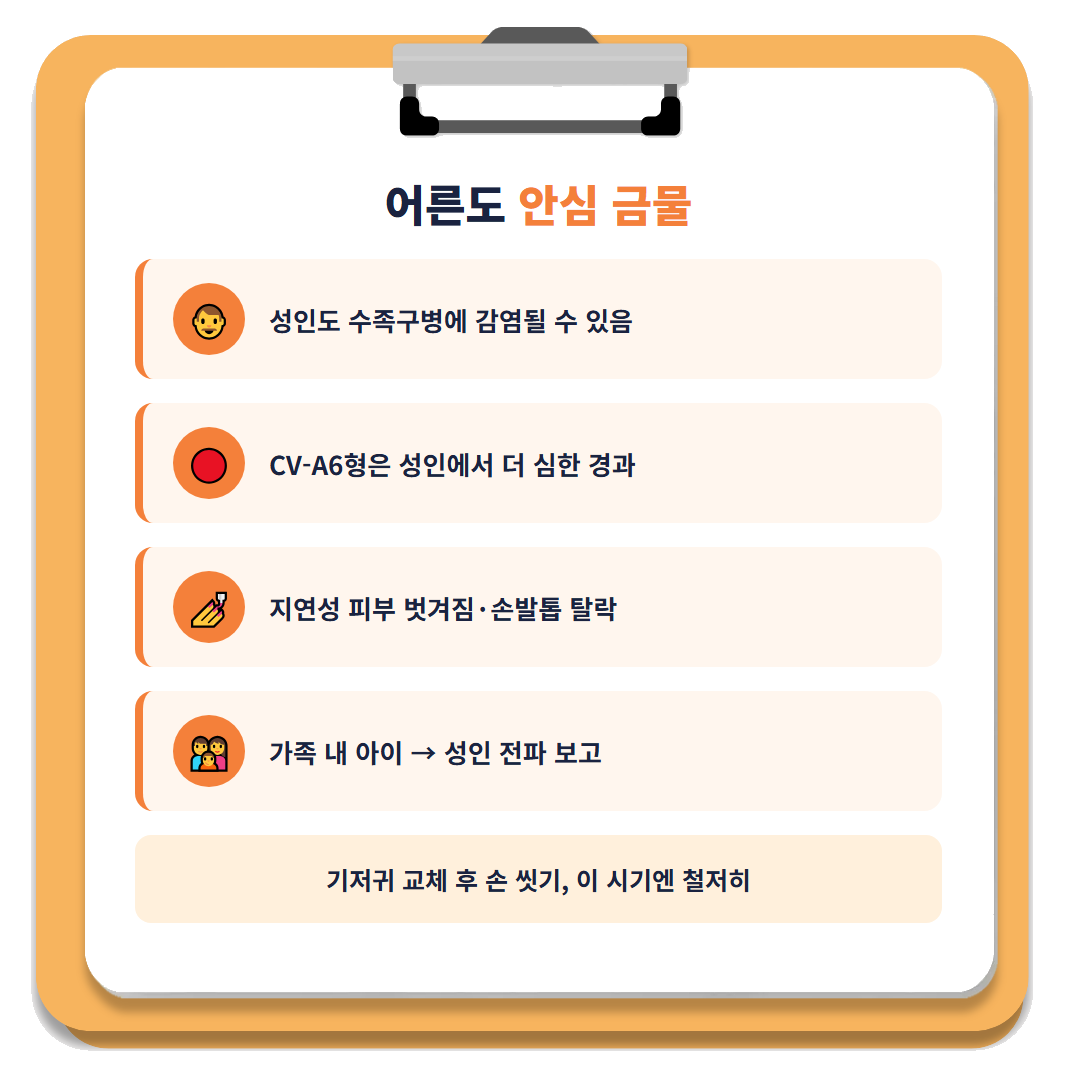 어른도 안심 금물
성인도 수족구병에 감염될 수 있음
CV-A6형은 성인에서 더 심한 경과
지연성 피부 벗겨짐·손발톱 탈락
가족 내 아이 → 성인 전파 보고
기저귀 교체 후 손 씻기, 이 시기엔 철저히